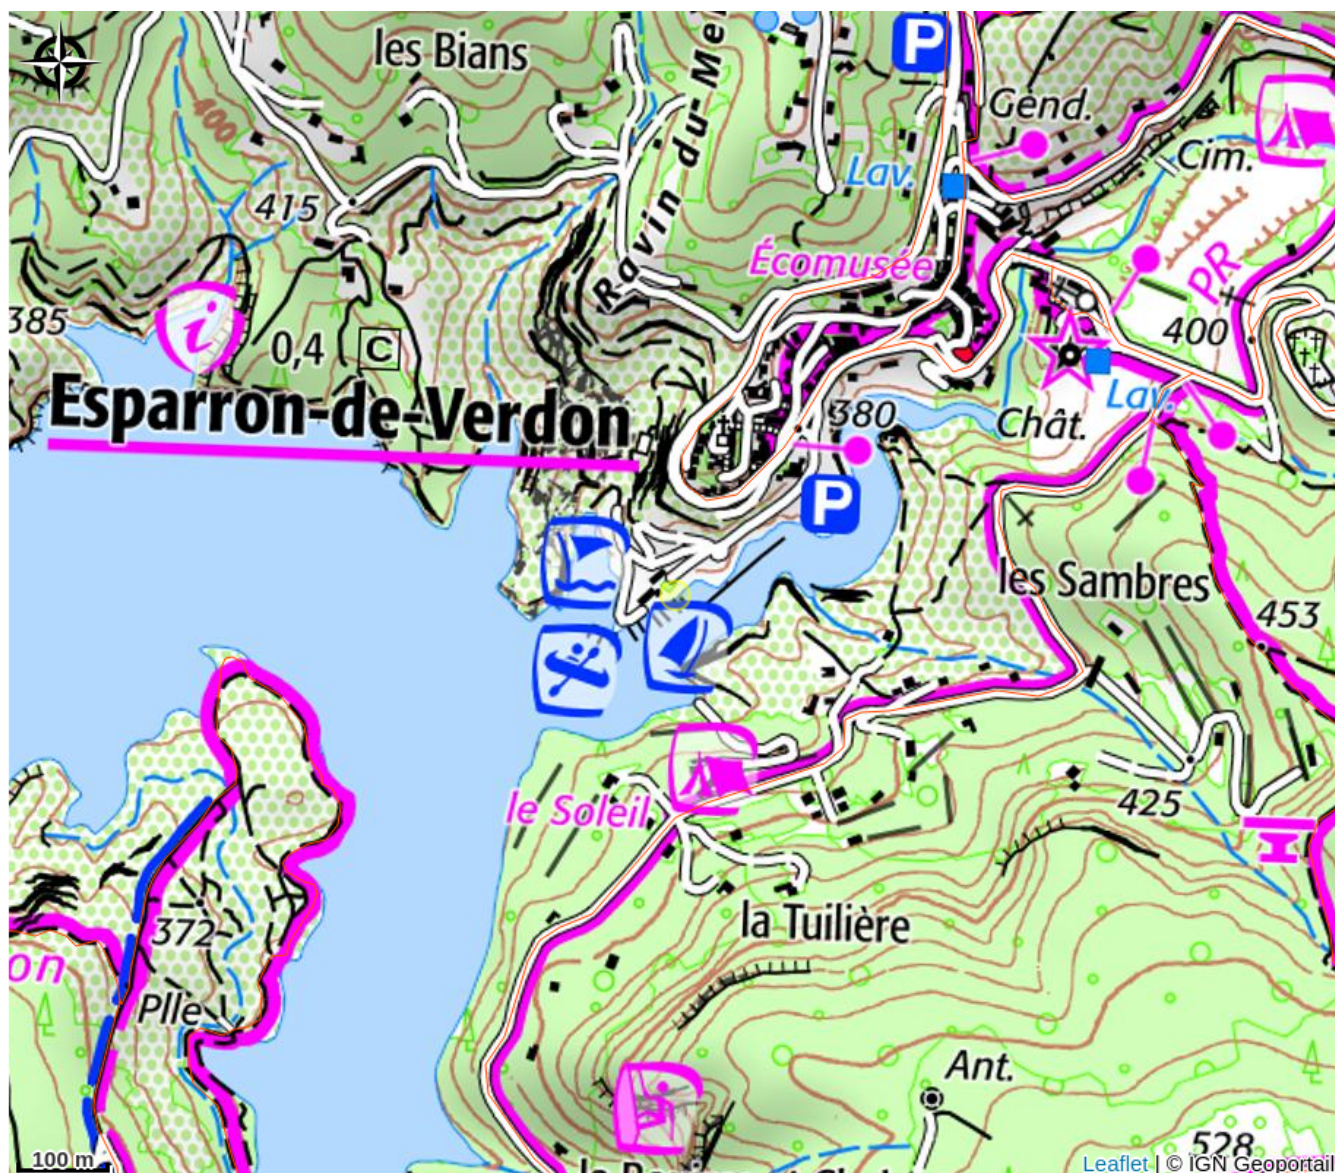 les Bians
P
Gend.
400
Cim.
Lav.
415
Ravin du Me
Écomusée
PR
385
i
0,4
C
400
Esparron-de-Verdon
380
Lav.
Chât.
P
les Sambres
453
425
le Soleil
la Tuilière
372
on
Plle
Ant.
528
100 m
Leaflet | © IGN Geoportail